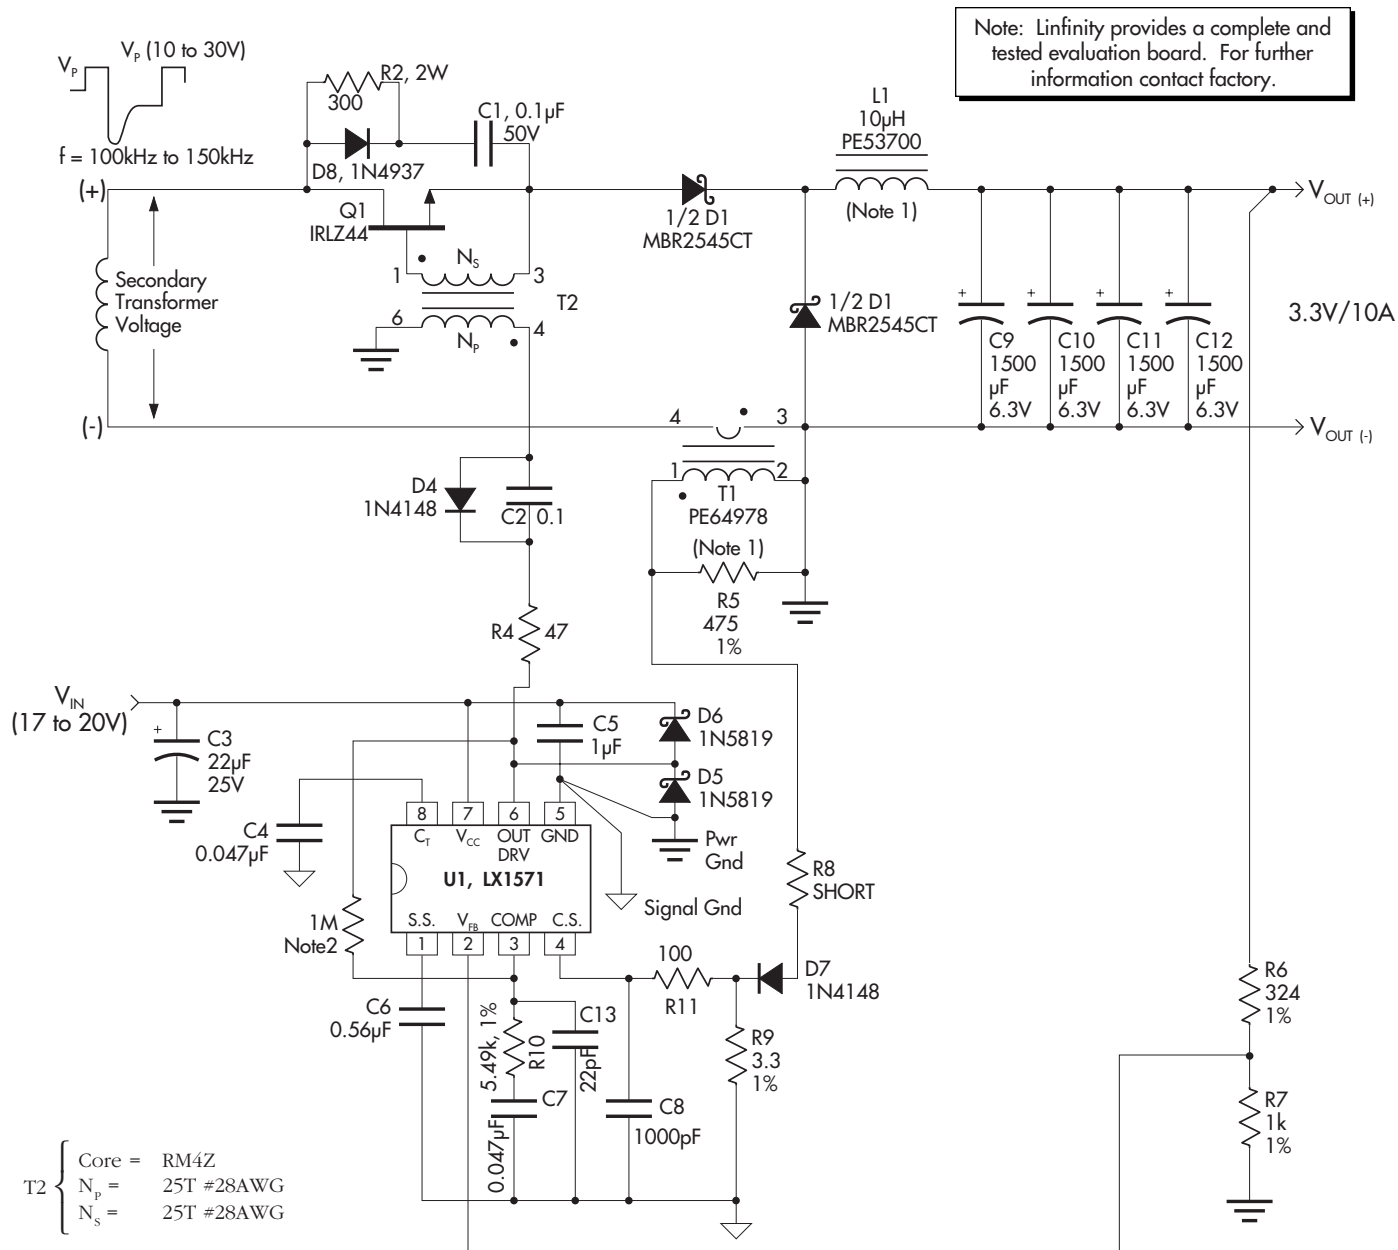 Note: Linfinity provides a complete and
tested evaluation board. For further
information contact factory.
V_P
V_P (10 to 30V)
f = 100kHz to 150kHz
R2, 2W
300
C1, 0.1µF
50V
D8, 1N4937
L1
10µH
PE53700
(Note 1)
(+)
Q1
IRLZ44
1/2 D1
MBR2545CT
V_OUT (+)
Secondary
Transformer
Voltage
1
N_S
3
T2
6
N_P
4
1/2 D1
MBR2545CT
+
C9
1500
µF
6.3V
+
C10
1500
µF
6.3V
+
C11
1500
µF
6.3V
+
C12
1500
µF
6.3V
3.3V/10A
(-)
4
3
V_OUT (-)
1
2
T1
PE64978
(Note 1)
D4
1N4148
C2 0.1
R5
475
1%
R4
47
V_IN
(17 to 20V)
+
C3
22µF
25V
C5
1µF
D6
1N5819
D5
1N5819
C4
0.047µF
8
7
6
5
C_T
V_CC
OUT
DRV
GND
U1, LX1571
Pwr
Gnd
Signal Gnd
R8
SHORT
1M
Note2
S.S.
V_FB
COMP
C.S.
1
2
3
4
100
R11
D7
1N4148
C6
0.56µF
5.49k, 1%
R10
C13
22pF
R9
3.3
1%
R6
324
1%
C7
0.047µF
C8
1000pF
R7
1k
1%
T2
Core = RM4Z
N_P = 25T #28AWG
N_S = 25T #28AWG